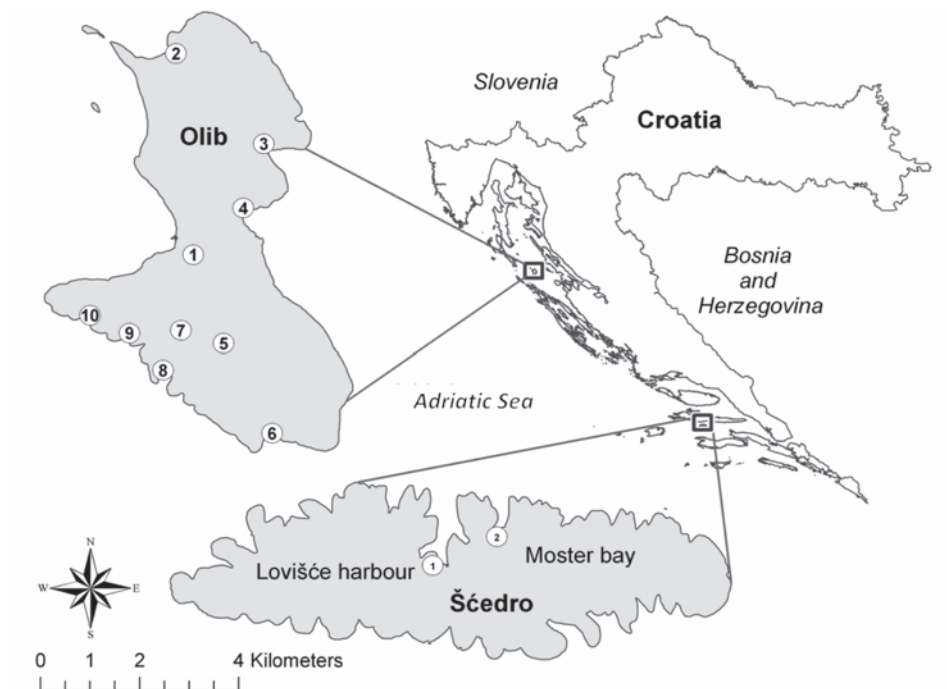 2
Slovenia
Croatia
Olib
3
4
1
Bosnia
and
Herzegovina
10
9
7
5
8
Adriatic Sea
6
2
Moster bay
Lovišće harbour
1
Šćedro
N
W
E
S
0 1 2 4 Kilometers